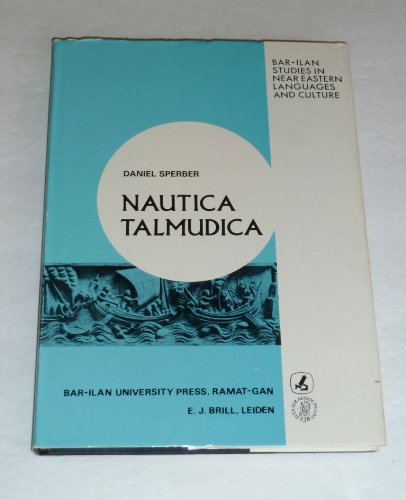 BAR-ILAN
STUDIES IN
NEAR EASTERN
LANGUAGES
AND CULTURE
DANIEL SPERBER
NAUTICA
TALMUDICA
BAR-ILAN UNIVERSITY PRESS, RAMAT-GAN
E. J. BRILL, LEIDEN